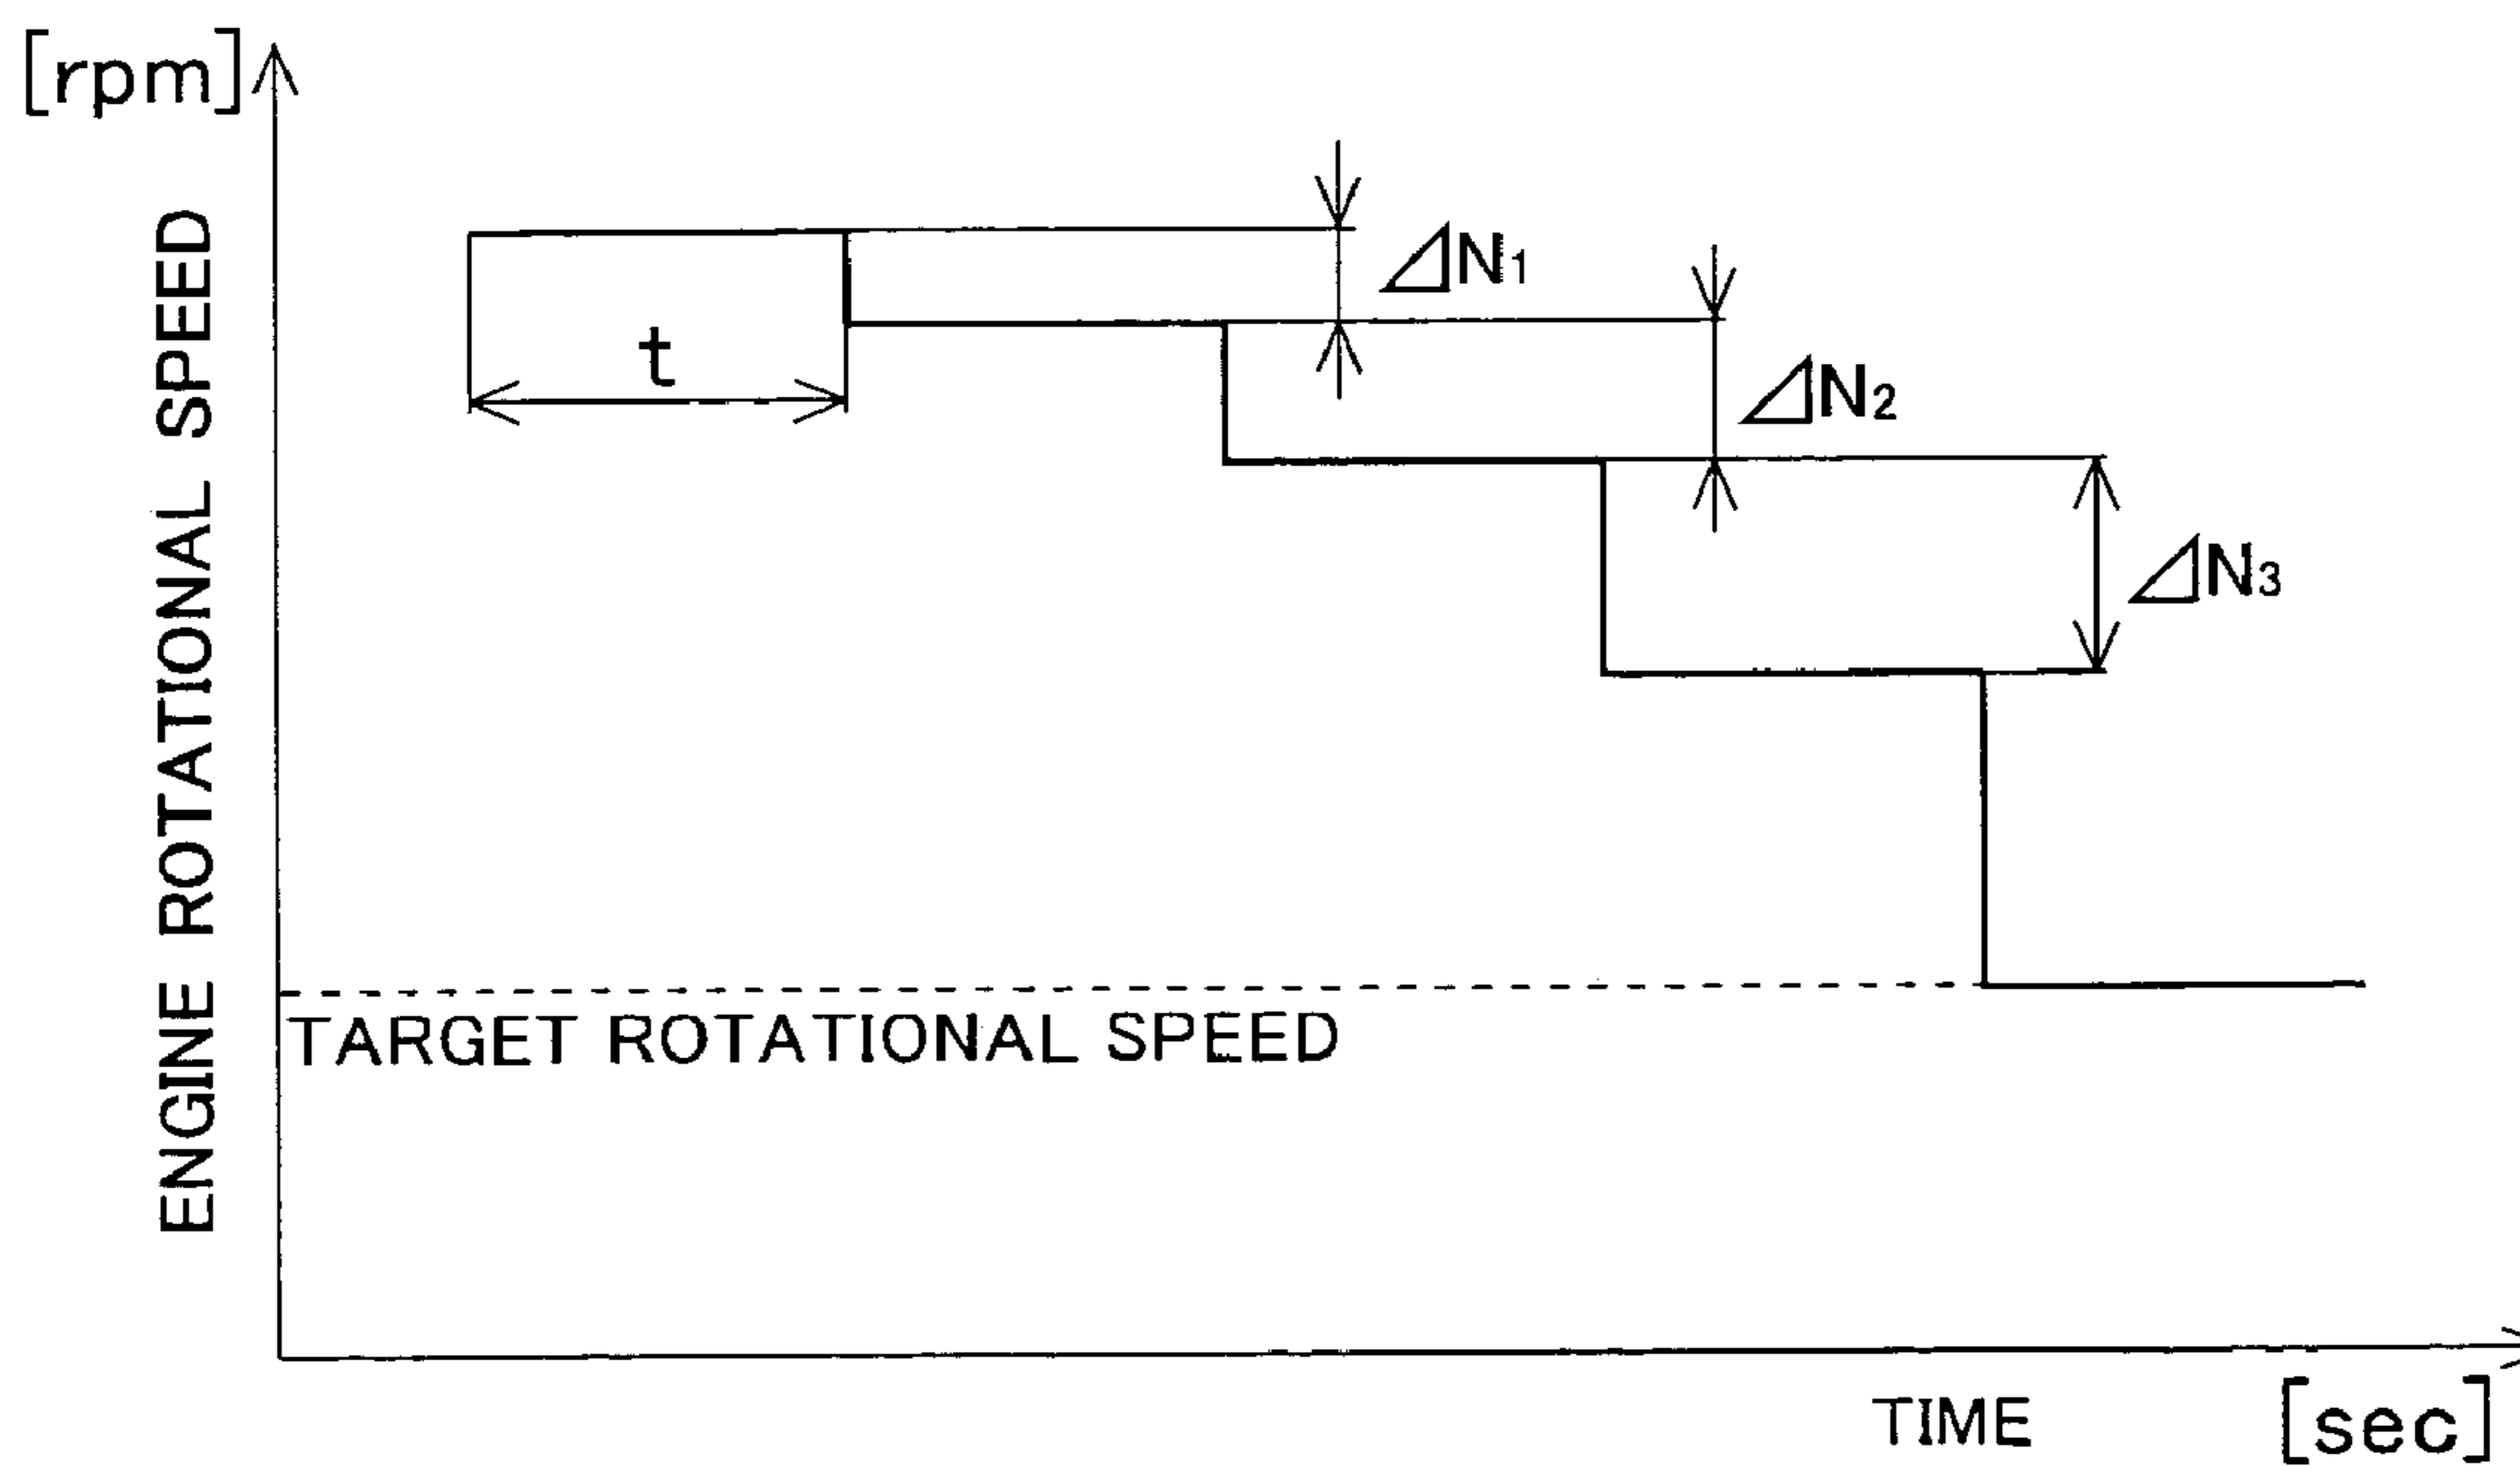 [rpm]
ENGINE ROTATIONAL SPEED
⊿N1
t
⊿N2
⊿N3
TARGET ROTATIONAL SPEED
TIME
[sec]